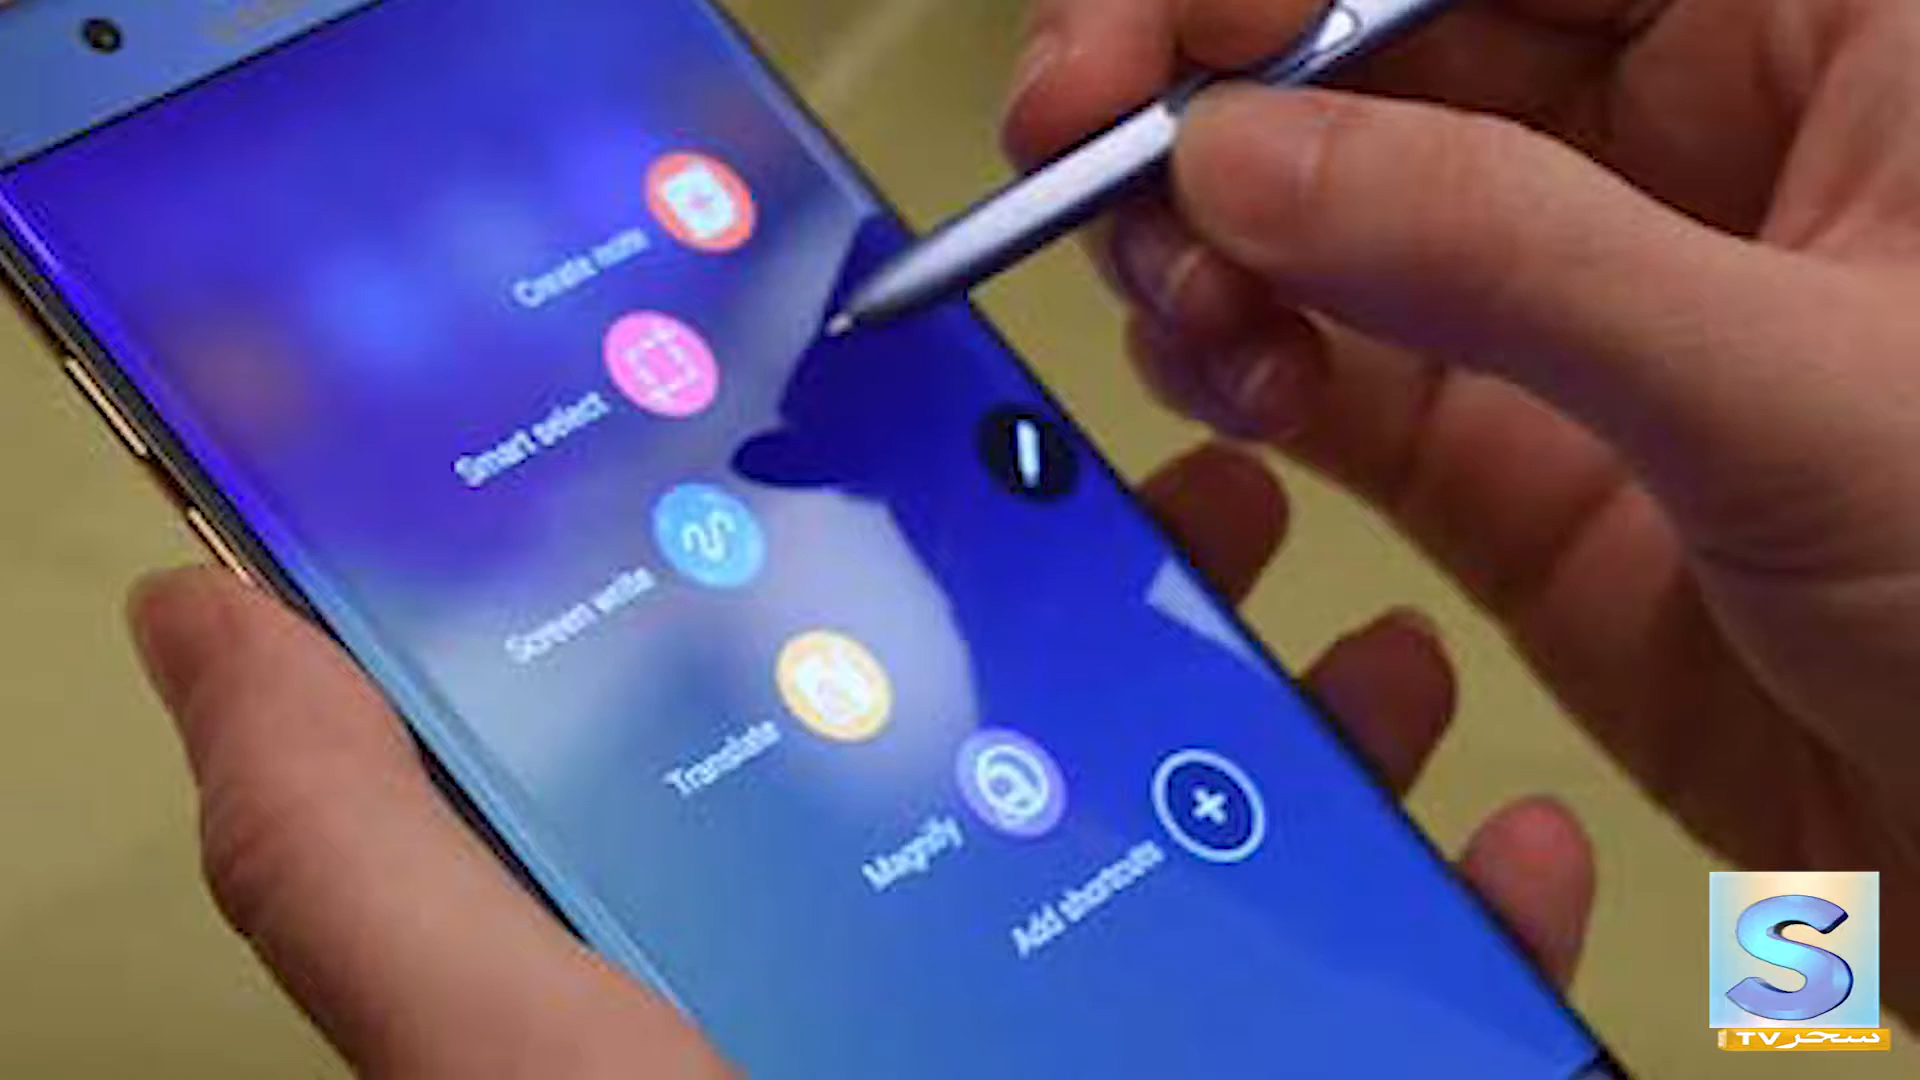 Create note
Smart select
Screen write
Translate
Magnify
Add shortcuts
S
TV سحر